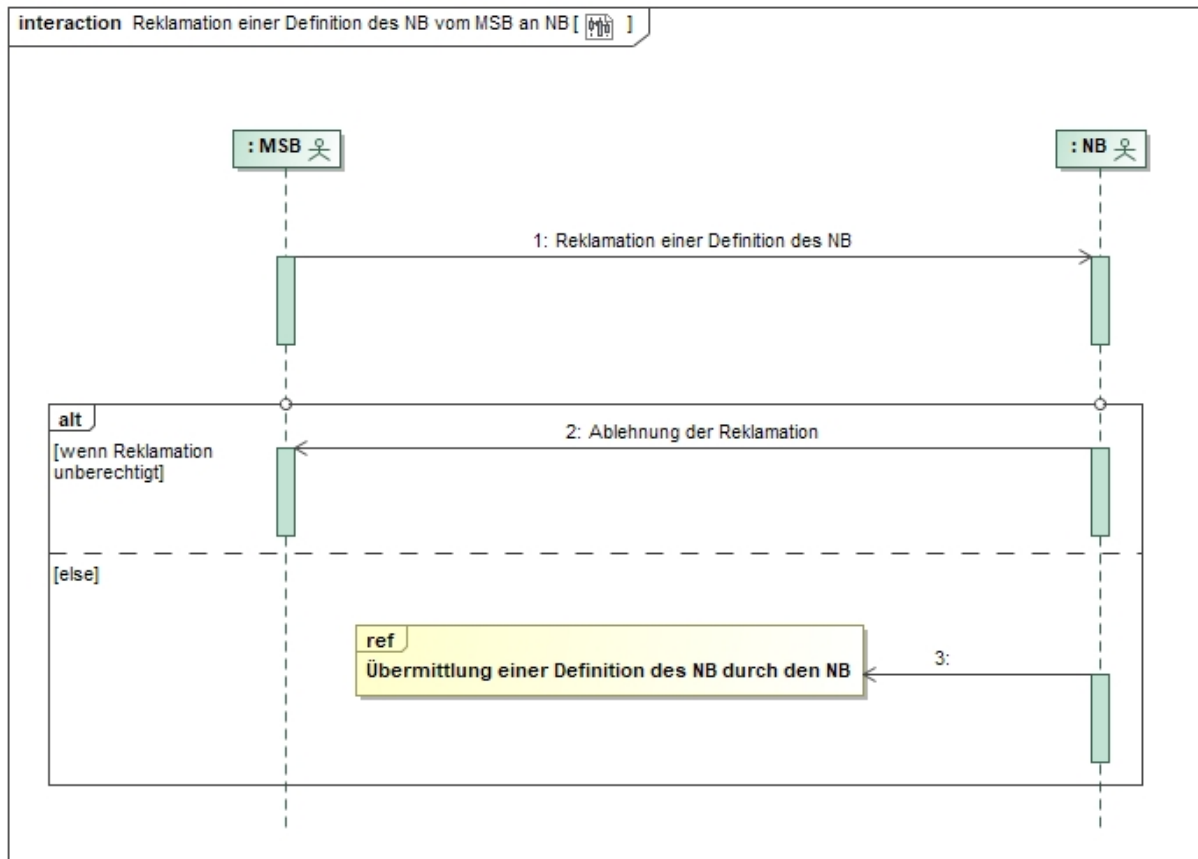 interaction Reklamation einer Definition des NB vom MSB an NB [ ]
: MSB
: NB
1: Reklamation einer Definition des NB
alt
[wenn Reklamation
unberechtigt]
2: Ablehnung der Reklamation
[else]
ref
Übermittlung einer Definition des NB durch den NB
3: